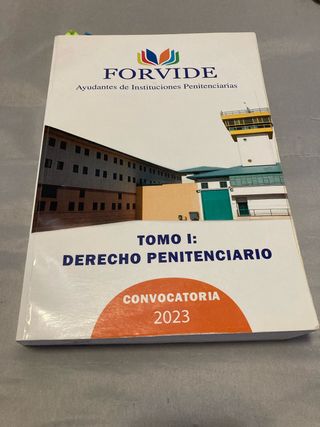 FORVIDE
Ayudantes de Instituciones Penitenciarias
TOMO I:
DERECHO PENITENCIARIO
CONVOCATORIA
2023